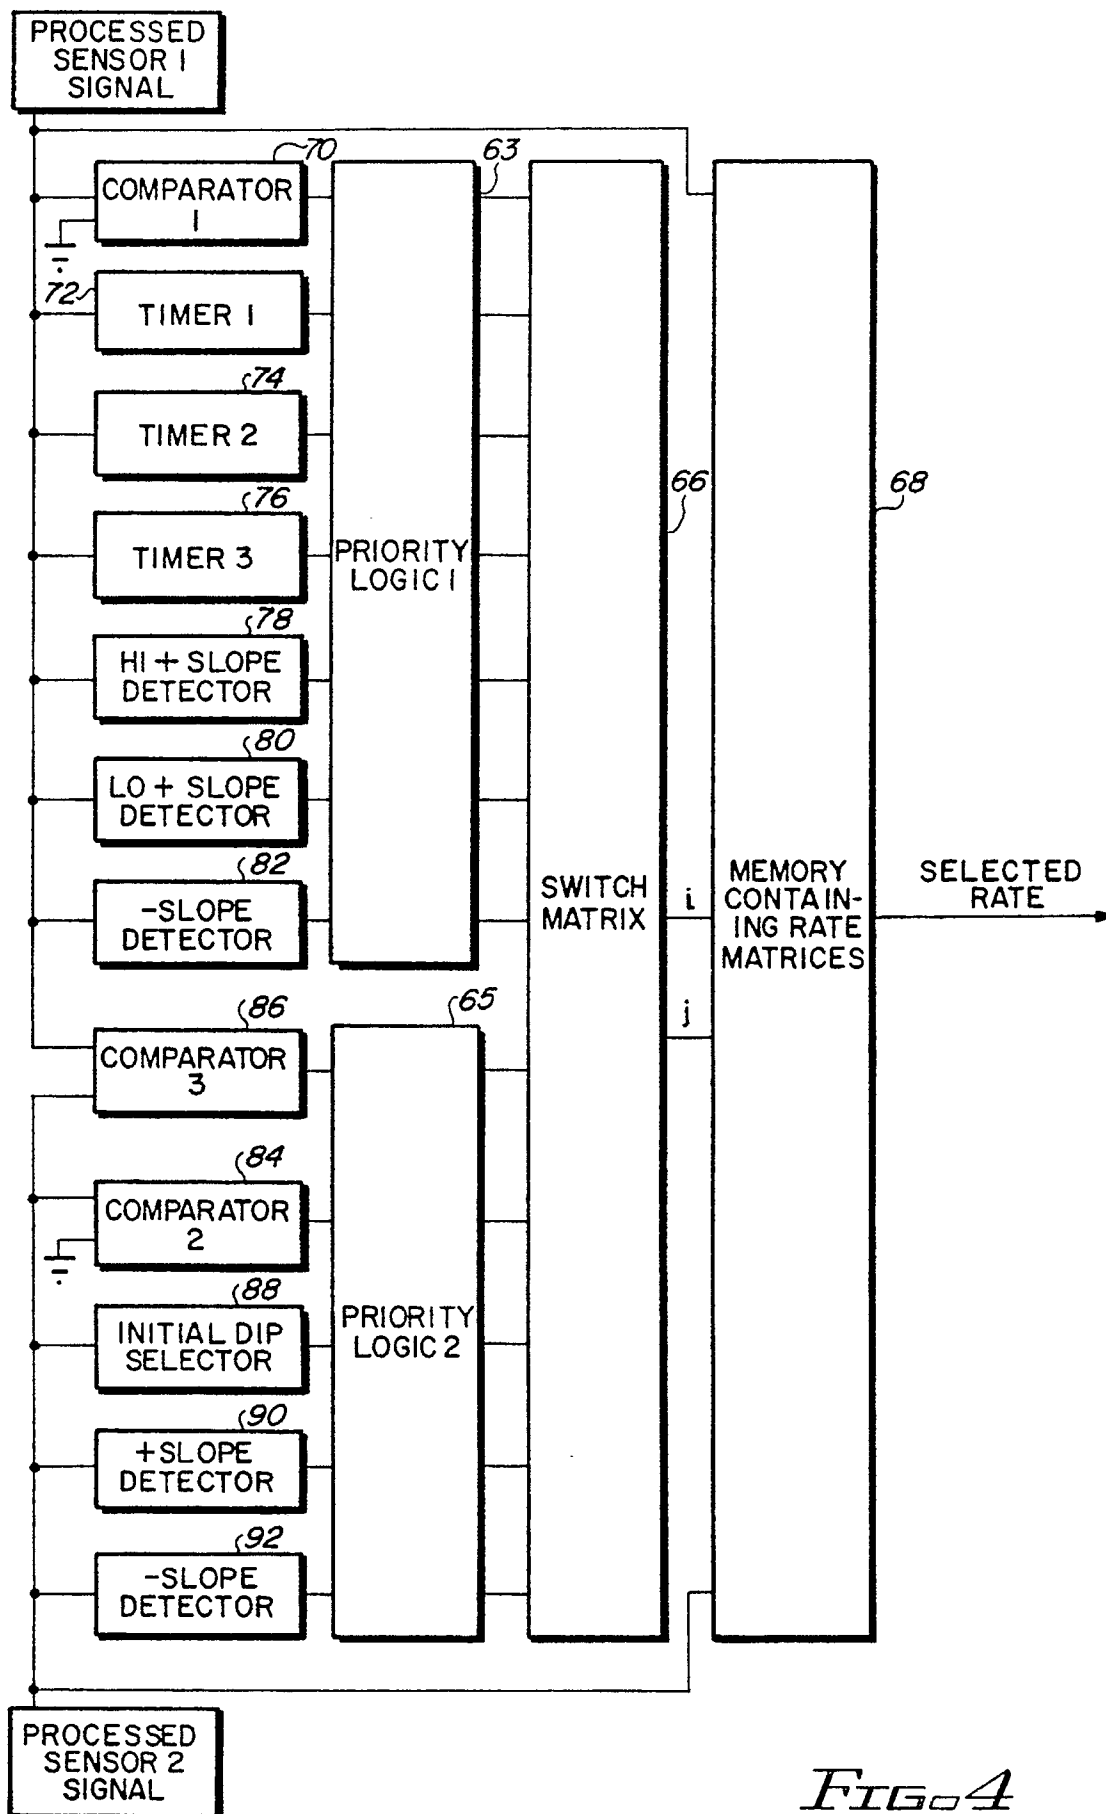 PROCESSED
SENSOR 1
SIGNAL
70
COMPARATOR
1
63
72
TIMER 1
74
TIMER 2
76
TIMER 3
PRIORITY
LOGIC 1
66
68
78
HI + SLOPE
DETECTOR
80
LO + SLOPE
DETECTOR
82
-SLOPE
DETECTOR
SWITCH
MATRIX
i
j
MEMORY
CONTAIN-
ING RATE
MATRICES
SELECTED
RATE
86
COMPARATOR
3
65
84
COMPARATOR
2
88
INITIAL DIP
SELECTOR
PRIORITY
LOGIC 2
90
+SLOPE
DETECTOR
92
-SLOPE
DETECTOR
PROCESSED
SENSOR 2
SIGNAL
FIG. 4